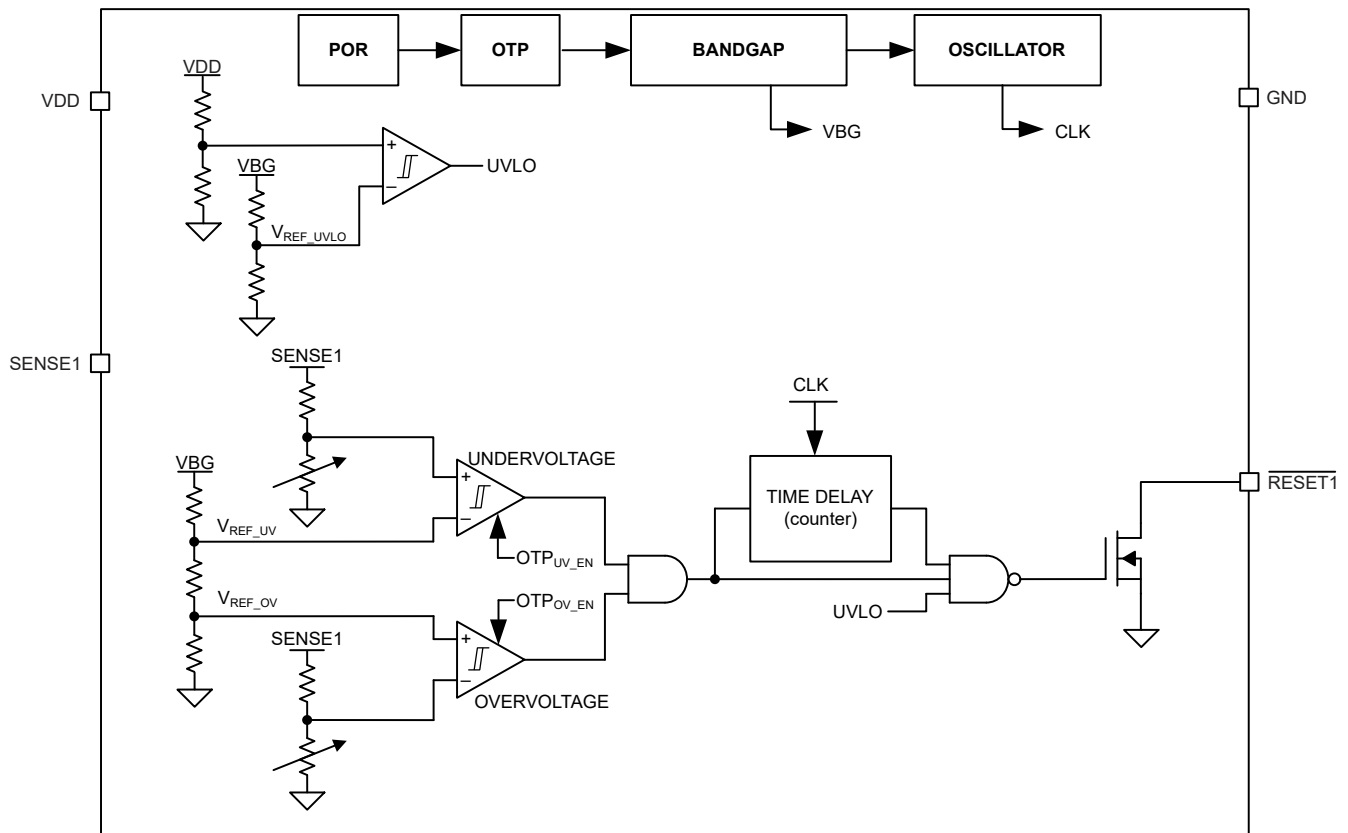 POR
OTP
BANDGAP
OSCILLATOR
VDD
VDD
GND
VBG
CLK
+
−
UVLO
VBG
VREF_UVLO
SENSE1
SENSE1
CLK
VBG
UNDERVOLTAGE
+
−
TIME DELAY
(counter)
RESET1
VREF_UV
OTPUV_EN
OTPOV_EN
VREF_OV
UVLO
SENSE1
+
−
OVERVOLTAGE